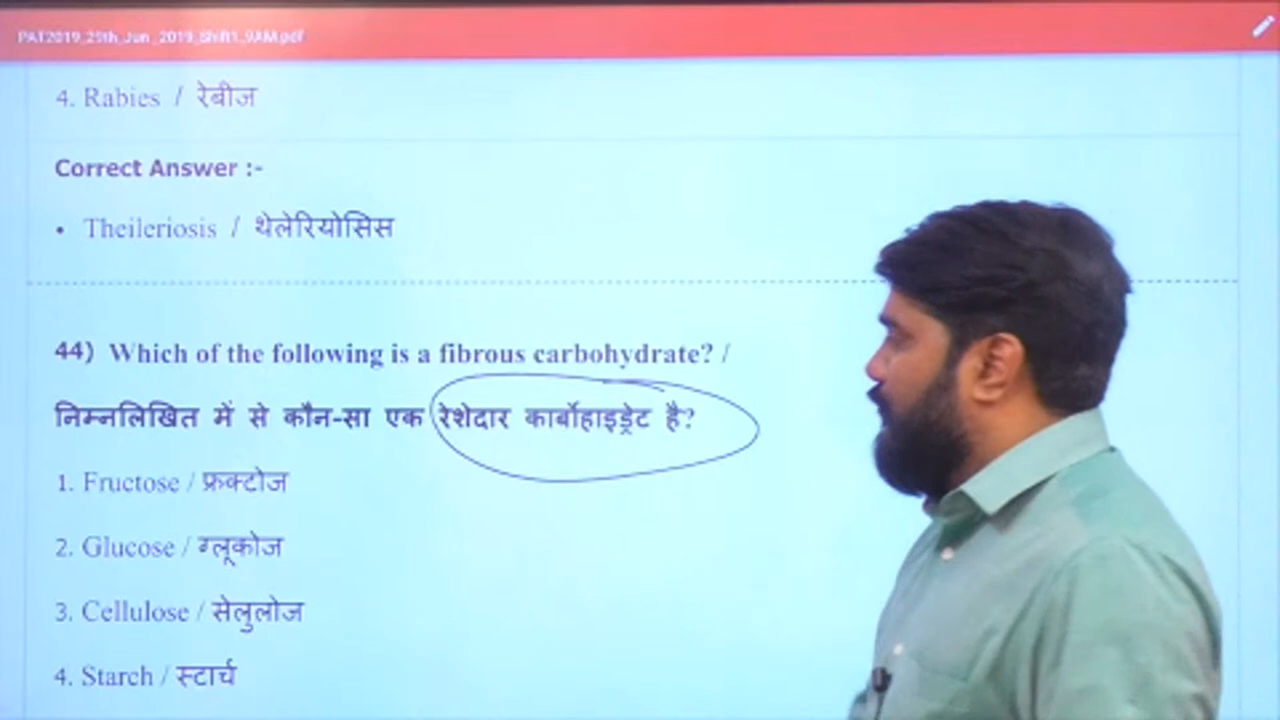 PAT2019_29th_Jun_2019_Shift1_9AM.pdf
4. Rabies / रेबीज
Correct Answer :-
• Theileriosis / थेलेरियोसिस
44) Which of the following is a fibrous carbohydrate? /
निम्नलिखित में से कौन-सा एक रेशेदार कार्बोहाइड्रेट है?
1. Fructose / फ्रक्टोज
2. Glucose / ग्लूकोज
3. Cellulose / सेलुलोज
4. Starch / स्टार्च